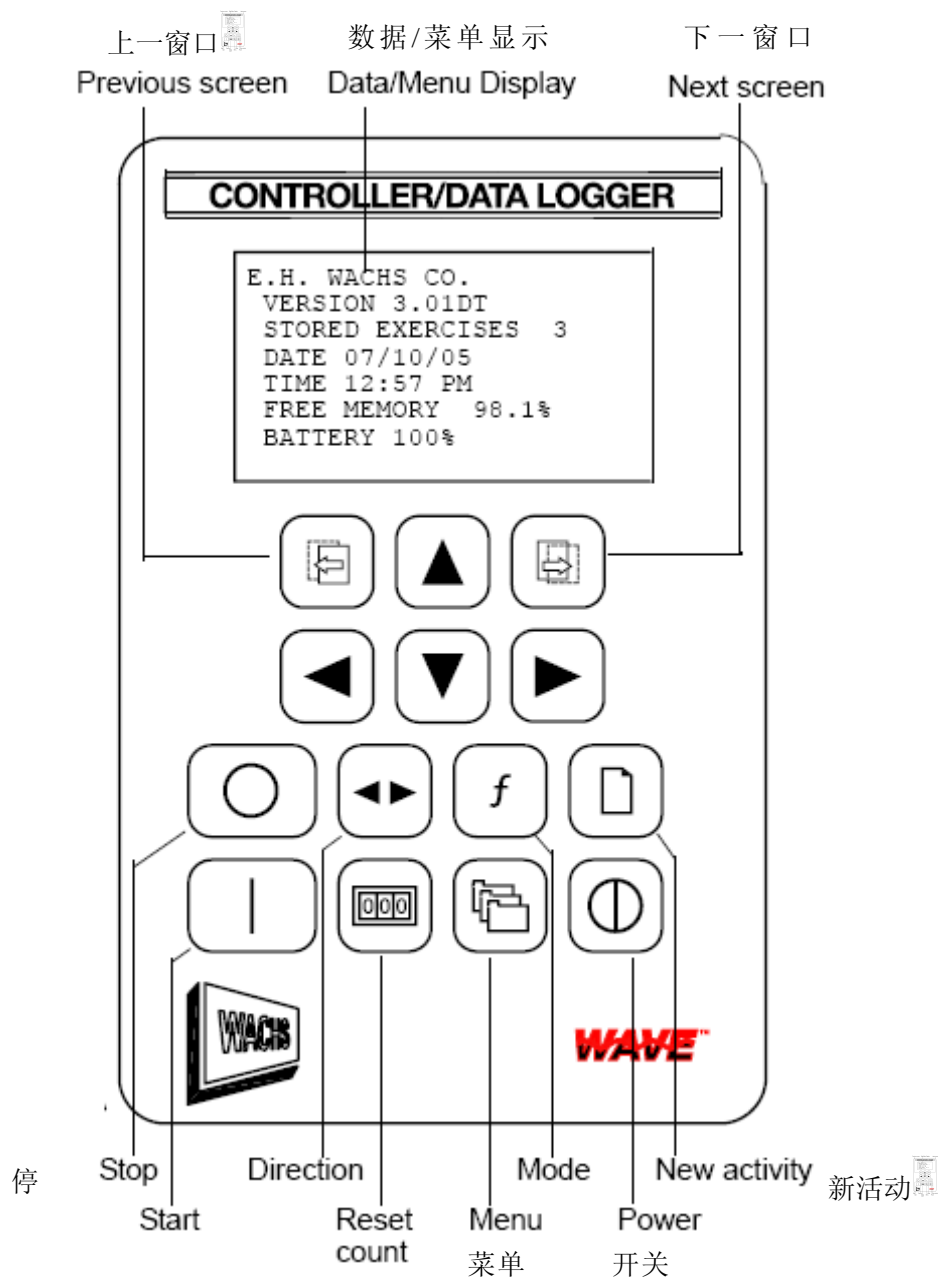 上一窗口 数据/菜单显示 下一窗口
Previous screen Data/Menu Display Next screen
CONTROLLER/DATA LOGGER
E.H. WACHS CO.
VERSION 3.01DT
STORED EXERCISES 3
DATE 07/10/05
TIME 12:57 PM
FREE MEMORY 98.1%
BATTERY 100%
f
000
WACHS
WAVE™
停 Stop Direction Mode New activity 新活动
Start Reset count Menu Power
菜单 开关